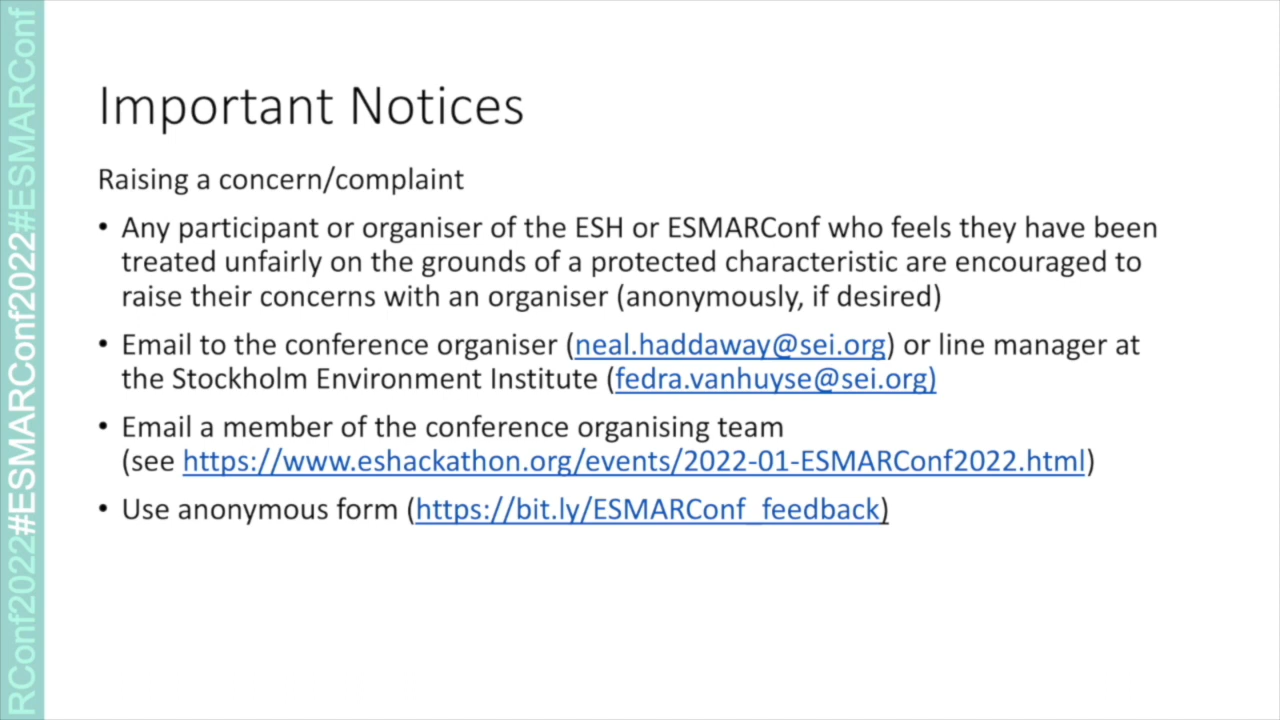 Important Notices
Raising a concern/complaint
• Any participant or organiser of the ESH or ESMARConf who feels they have been
treated unfairly on the grounds of a protected characteristic are encouraged to
raise their concerns with an organiser (anonymously, if desired)
• Email to the conference organiser (neal.haddaway@sei.org) or line manager at
the Stockholm Environment Institute (fedra.vanhuyse@sei.org)
• Email a member of the conference organising team
(see https://www.eshackathon.org/events/2022-01-ESMARConf2022.html)
• Use anonymous form (https://bit.ly/ESMARConf_feedback)
RConf2022#ESMARConf2022#ESMARConf